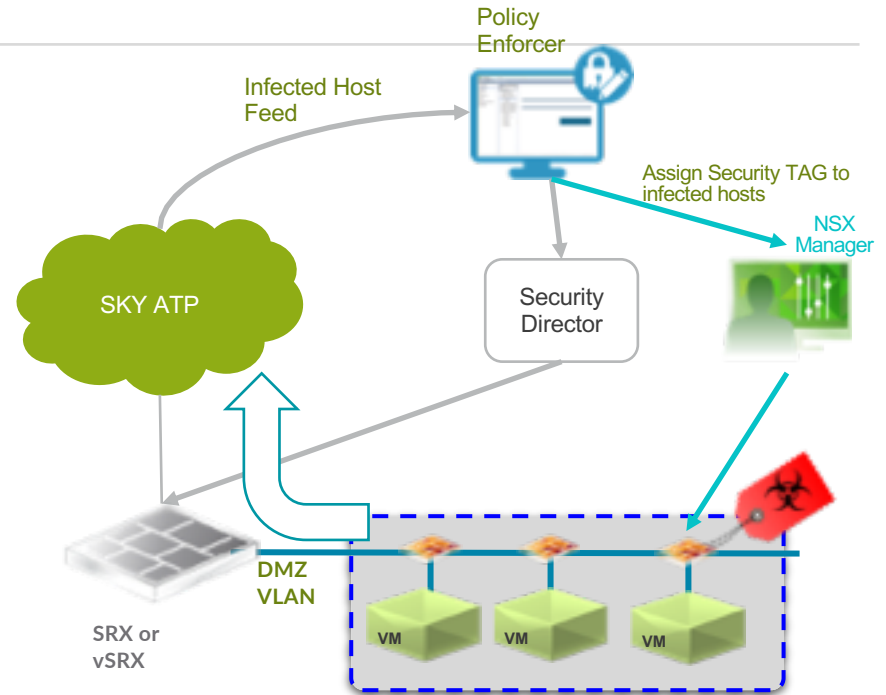 Policy
Enforcer
Infected Host
Feed
Assign Security TAG to
infected hosts
NSX
Manager
SKY ATP
Security
Director
DMZ
VLAN
SRX or
vSRX
VM
VM
VM